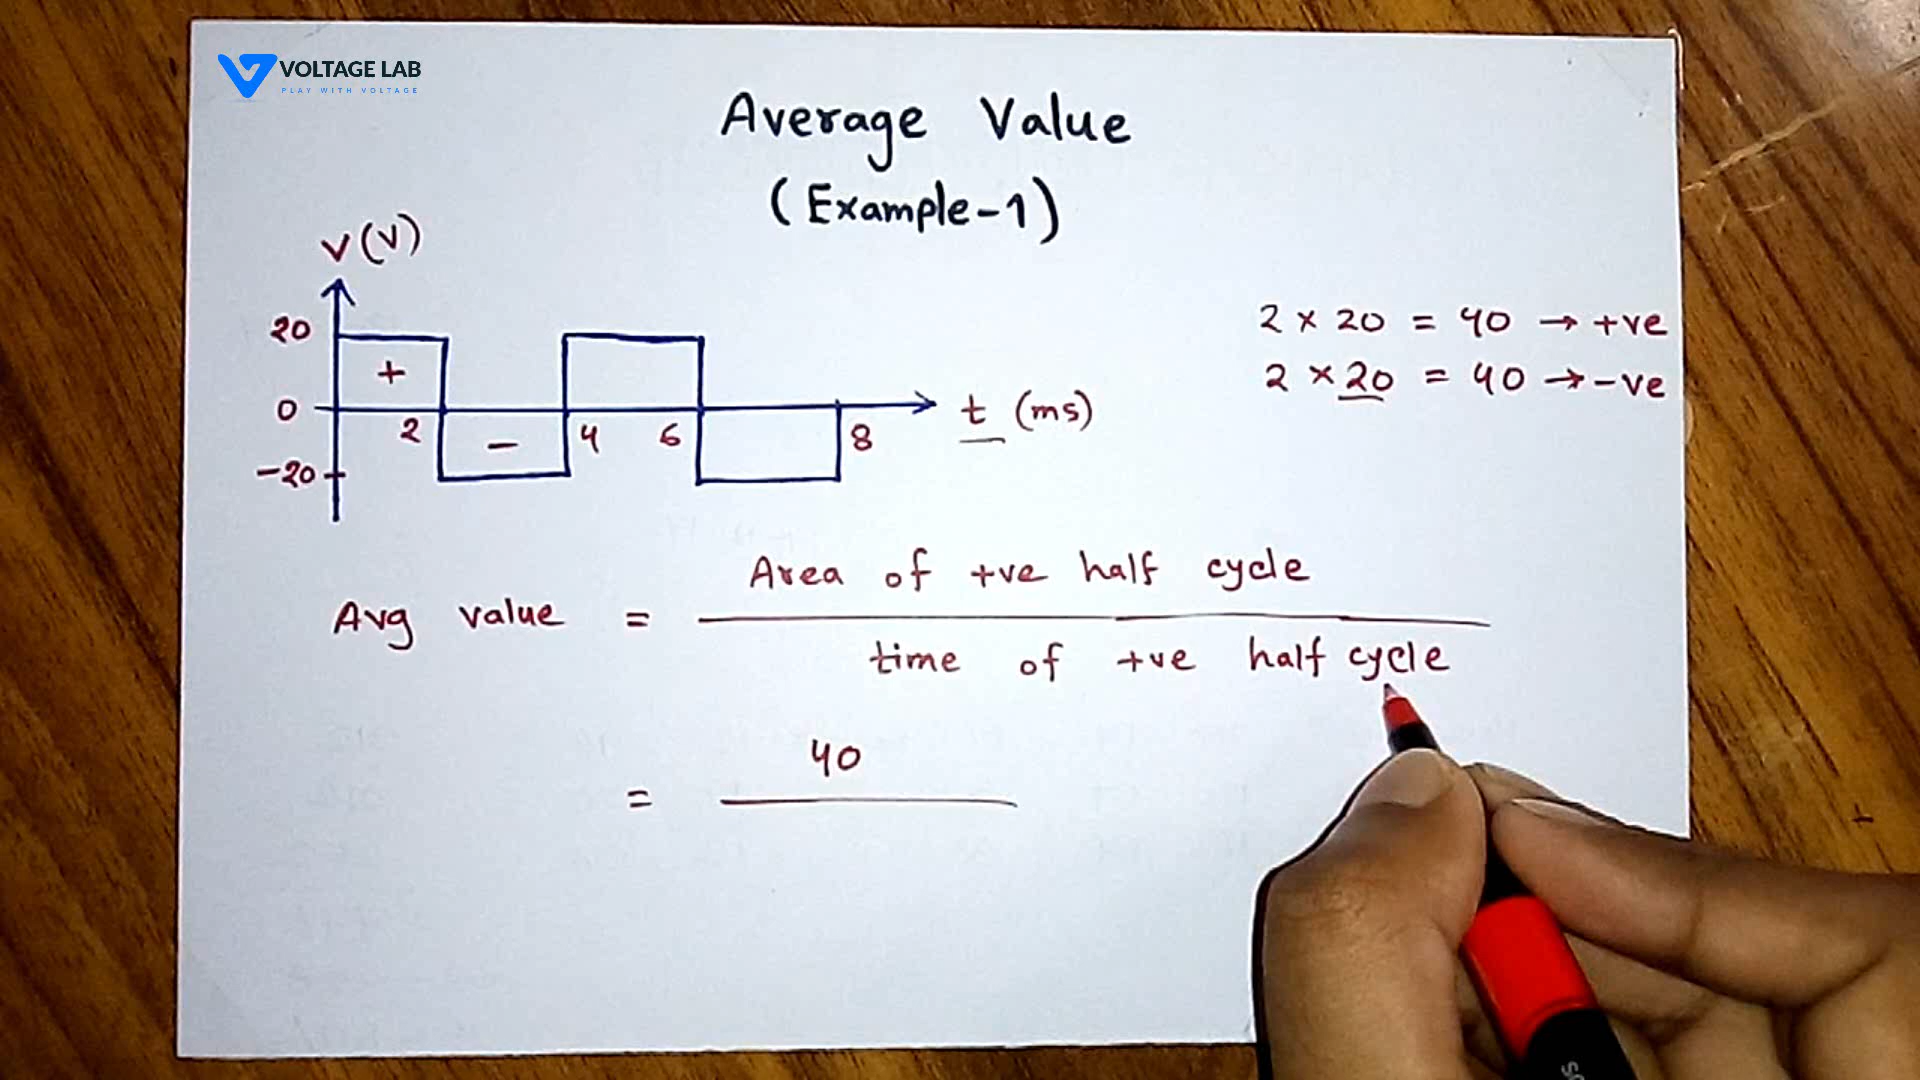 VOLTAGE LAB
PLAY WITH VOLTAGE
Average Value
(Example-1)
V(V)
20
+
0
2
-
4
6
8
t (ms)
-20
2 × 20 = 40 → +ve
2 × 20 = 40 → -ve
Avg value = Area of +ve half cycle
time of +ve half cycle
= 40